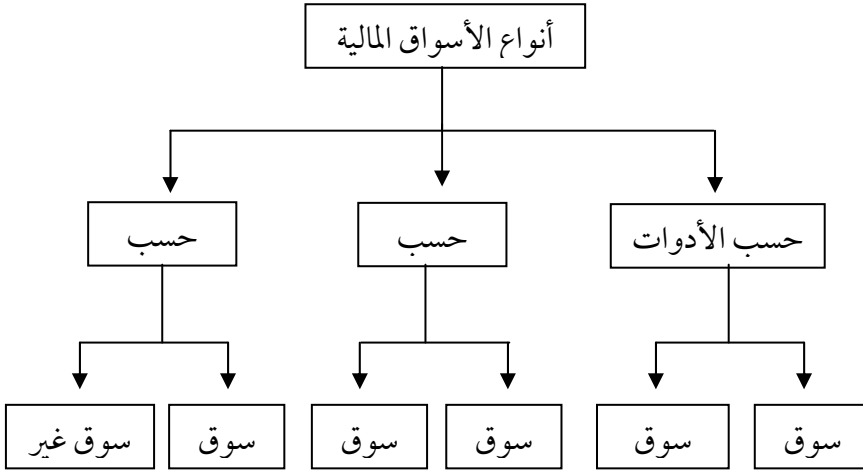 أنواع الأسواق المالية
حسب الأدوات
حسب
حسب
سوق
سوق
سوق
سوق
سوق
سوق غير